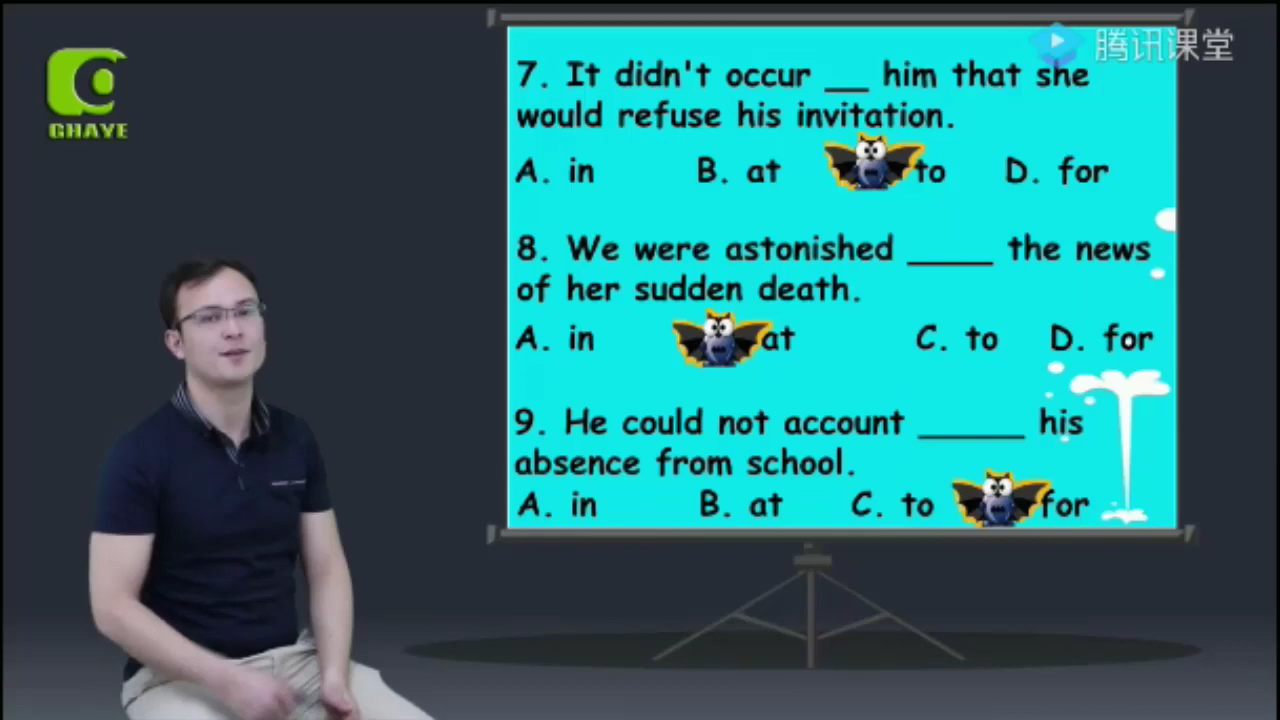 GHAYE
腾讯课堂
7. It didn't occur __ him that she
would refuse his invitation.
A. in B. at to D. for
8. We were astonished ____ the news
of her sudden death.
A. in at C. to D. for
9. He could not account _____ his
absence from school.
A. in B. at C. to for